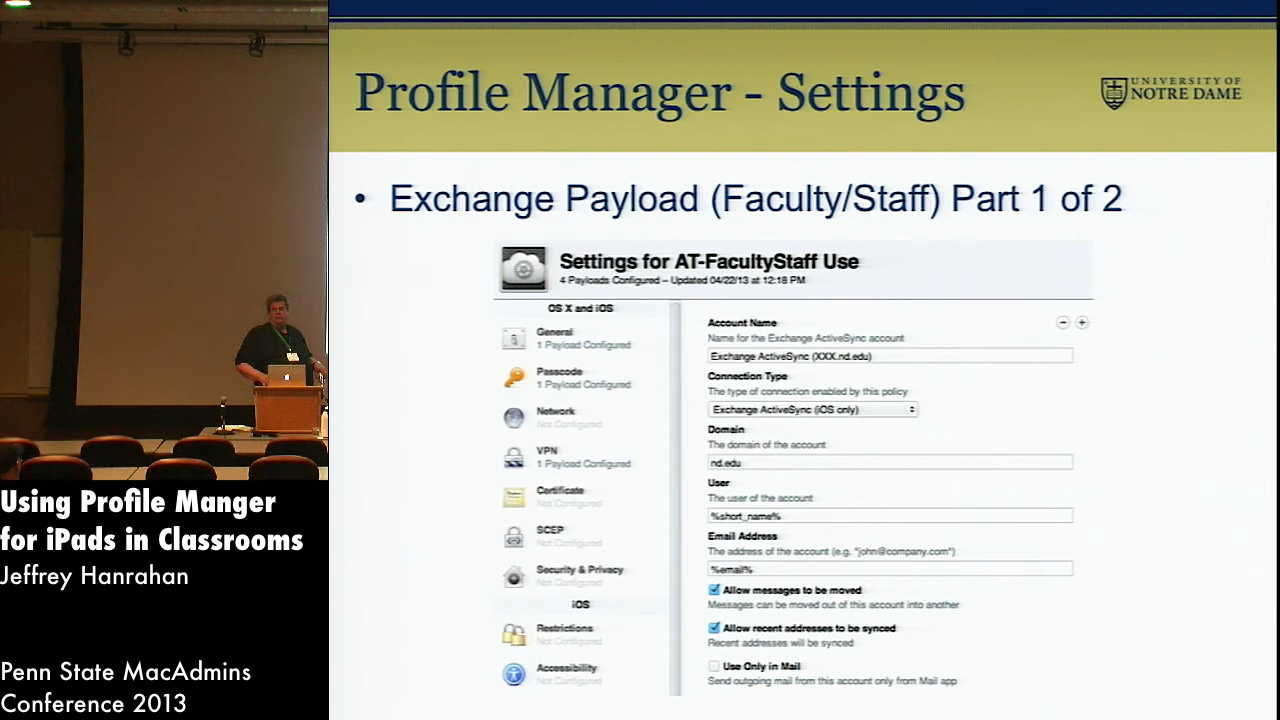 Profile Manager - Settings
UNIVERSITY OF
NOTRE DAME
• Exchange Payload (Faculty/Staff) Part 1 of 2
Settings for AT-FacultyStaff Use
4 Payloads Configured – Updated 04/22/13 at 12:18 PM
OS X and iOS
General
1 Payload Configured
Passcode
1 Payload Configured
Network
Not Configured
VPN
1 Payload Configured
Certificate
Not Configured
SCEP
Not Configured
Security & Privacy
Not Configured
iOS
Restrictions
Not Configured
Accessibility
Not Configured
Account Name
Name for the Exchange ActiveSync account
Exchange ActiveSync (XXX.nd.edu)
Connection Type
The type of connection enabled by this policy
Exchange ActiveSync (iOS only)
Domain
The domain of the account
nd.edu
User
The user of the account
%short_name%
Email Address
The address of the account (e.g. "john@company.com")
%email%
Allow messages to be moved
Messages can be moved out of this account into another
Allow recent addresses to be synced
Recent addresses will be synced
Use Only in Mail
Send outgoing mail from this account only from Mail app
Using Profile Manger
for iPads in Classrooms
Jeffrey Hanrahan
Penn State MacAdmins
Conference 2013